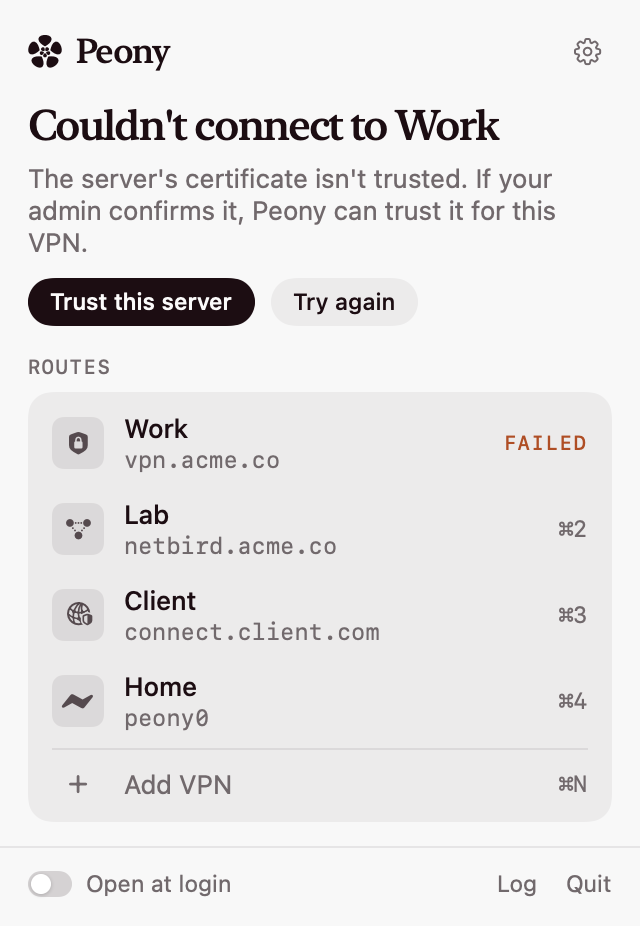 Peony
Couldn't connect to Work
The server's certificate isn't trusted. If your
admin confirms it, Peony can trust it for this
VPN.
Trust this server
Try again
ROUTES
Work
vpn.acme.co
FAILED
Lab
netbird.acme.co
⌘2
Client
connect.client.com
⌘3
Home
peony0
⌘4
Add VPN
⌘N
Open at login
Log
Quit